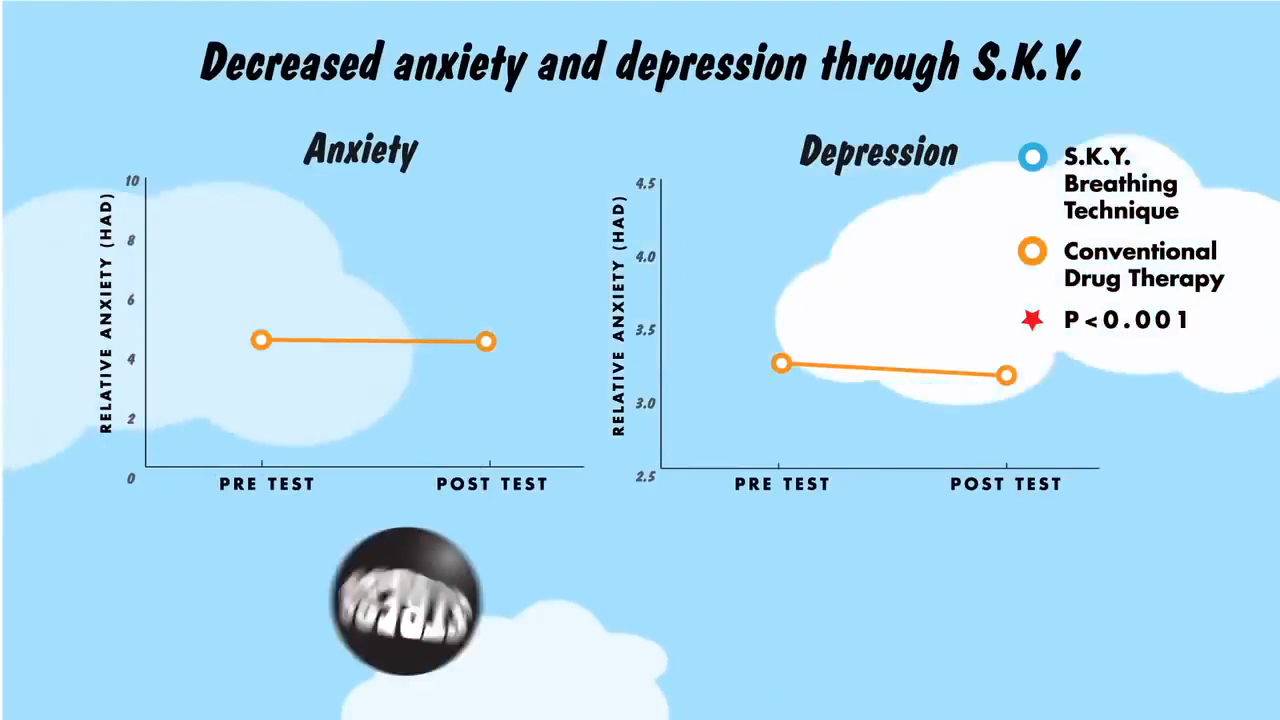 Decreased anxiety and depression through S.K.Y.
Anxiety
RELATIVE ANXIETY (HAD)
10
8
6
4
2
0
PRE TEST
POST TEST
Depression
RELATIVE ANXIETY (HAD)
4.5
4.0
3.5
3.0
2.5
PRE TEST
POST TEST
S.K.Y.
Breathing
Technique
Conventional
Drug Therapy
P<0.001